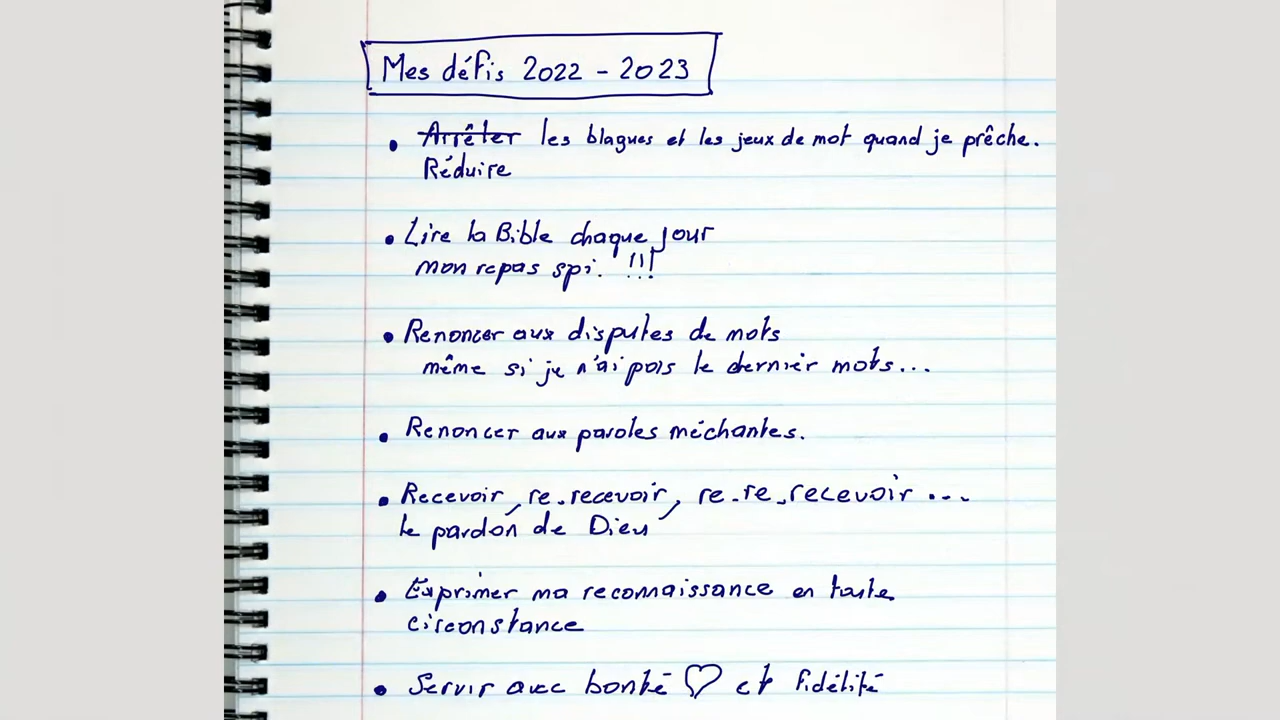 Mes défis 2022 - 2023
• Arrêter les blagues et les jeux de mot quand je prêche.
Réduire
• Lire la Bible chaque jour
mon repas spi. !!!
• Renoncer aux disputes de mots
même si je n'ai pas le dernier mots...
• Renoncer aux paroles méchantes.
• Recevoir, re-recevoir, re-re-recevoir ...
le pardon de Dieu
• Exprimer ma reconnaissance en toute
circonstance
• Servir avec bonté ♡ et fidélité